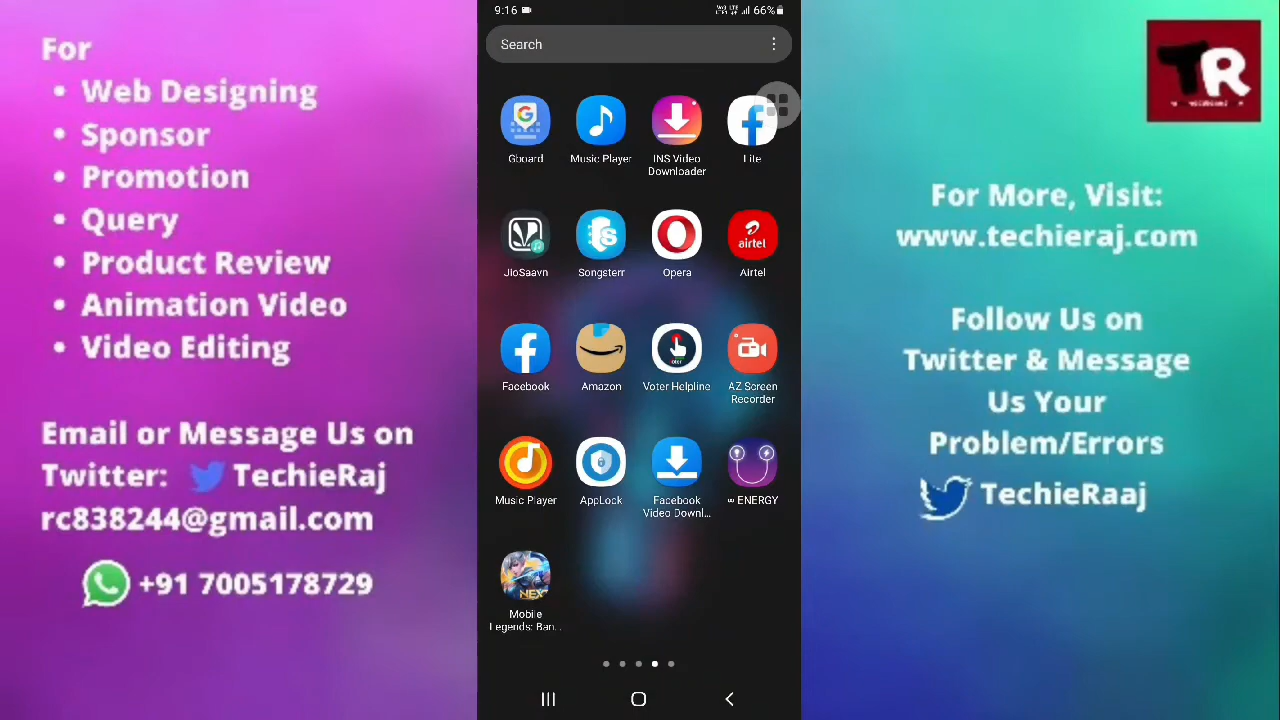 For
• Web Designing
• Sponsor
• Promotion
• Query
• Product Review
• Animation Video
• Video Editing
Email or Message Us on
Twitter: TechieRaj
rc838244@gmail.com
+91 7005178729
9:16
66%
Search
Gboard
Music Player
INS Video
Downloader
Lite
JioSaavn
Songsterr
Opera
airtel
Airtel
Facebook
Amazon
Voter Helpline
AZ Screen
Recorder
Music Player
AppLock
Facebook
Video Downl...
∞ ENERGY
NEX
Mobile
Legends: Ban...
TR
For More, Visit:
www.techieraj.com
Follow Us on
Twitter & Message
Us Your
Problem/Errors
TechieRaaj